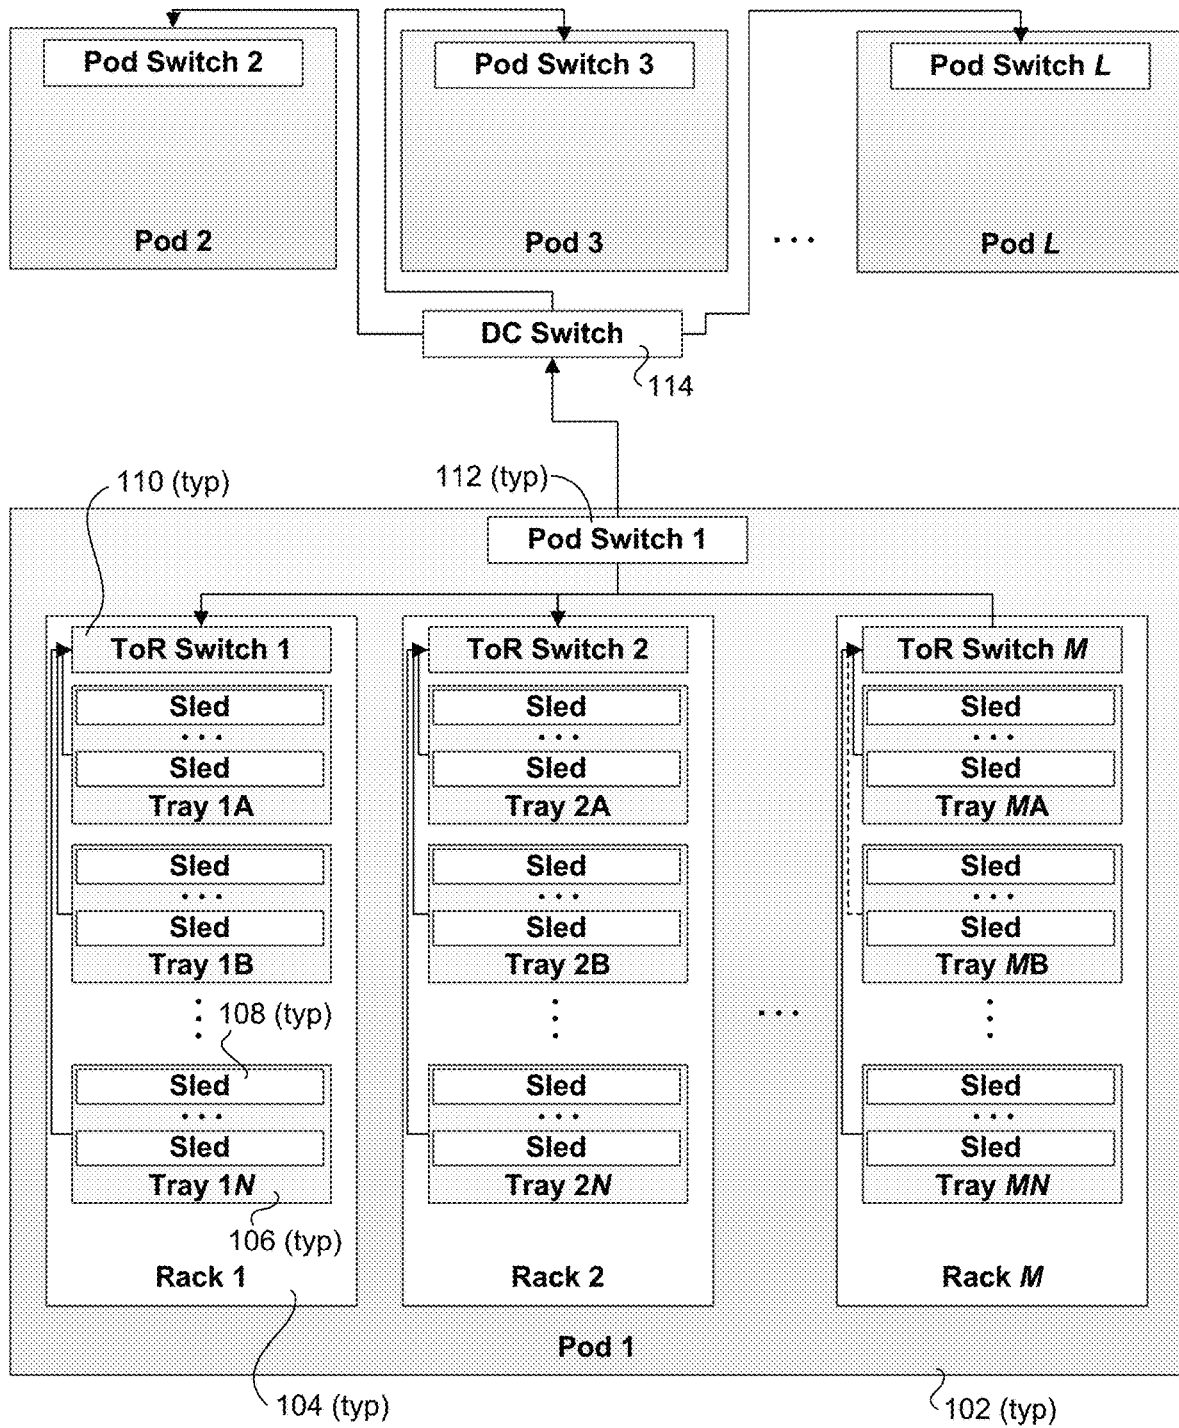 Pod Switch 2
Pod Switch 3
Pod Switch L
Pod 2
Pod 3
. . .
Pod L
DC Switch
114
110 (typ)
112 (typ)
Pod Switch 1
ToR Switch 1
ToR Switch 2
ToR Switch M
Sled
Sled
Sled
. . .
. . .
. . .
Sled
Sled
Sled
Tray 1A
Tray 2A
Tray MA
Sled
Sled
Sled
. . .
. . .
. . .
Sled
Sled
Sled
Tray 1B
Tray 2B
Tray MB
108 (typ)
. . .
Sled
Sled
Sled
. . .
. . .
. . .
Sled
Sled
Sled
Tray 1N
Tray 2N
Tray MN
106 (typ)
Rack 1
Rack 2
Rack M
Pod 1
104 (typ)
102 (typ)